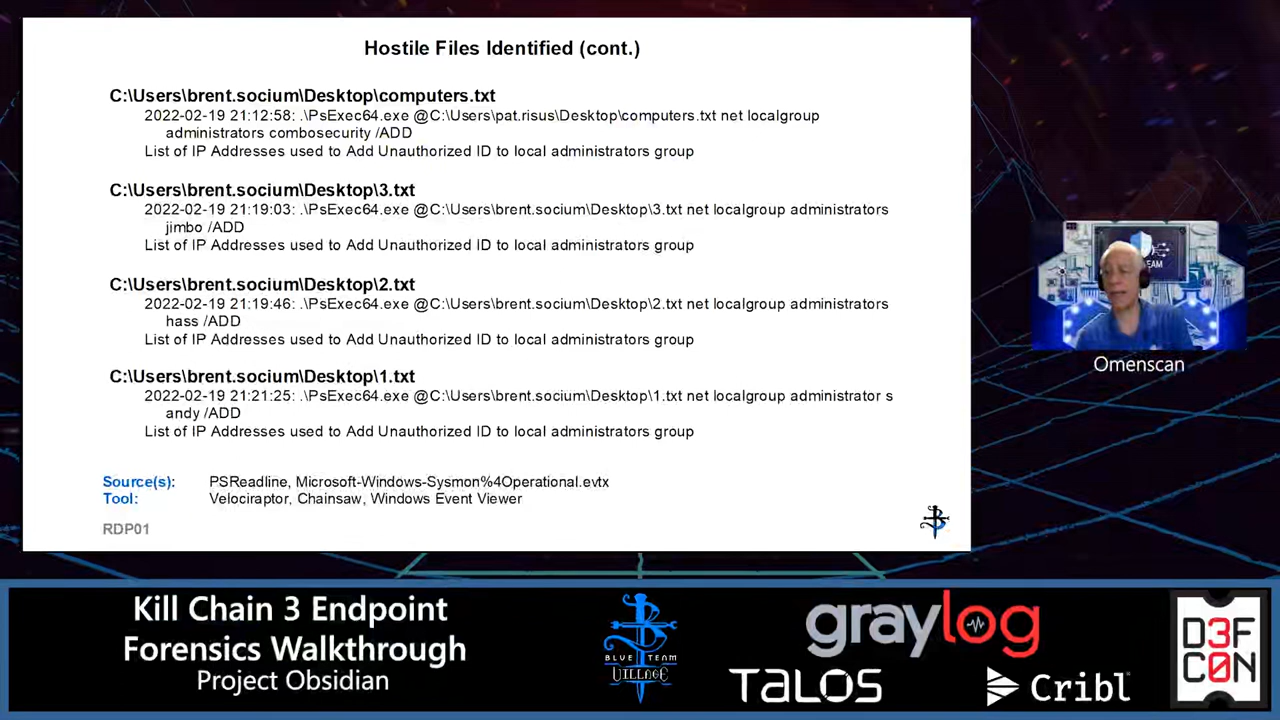 Hostile Files Identified (cont.)
C:\Users\brent.socium\Desktop\computers.txt
2022-02-19 21:12:58: .\PsExec64.exe @C:\Users\pat.risus\Desktop\computers.txt net localgroup
administrators combosecurity /ADD
List of IP Addresses used to Add Unauthorized ID to local administrators group
C:\Users\brent.socium\Desktop\3.txt
2022-02-19 21:19:03: .\PsExec64.exe @C:\Users\brent.socium\Desktop\3.txt net localgroup administrators
jimbo /ADD
List of IP Addresses used to Add Unauthorized ID to local administrators group
C:\Users\brent.socium\Desktop\2.txt
2022-02-19 21:19:46: .\PsExec64.exe @C:\Users\brent.socium\Desktop\2.txt net localgroup administrators
hass /ADD
List of IP Addresses used to Add Unauthorized ID to local administrators group
C:\Users\brent.socium\Desktop\1.txt
2022-02-19 21:21:25: .\PsExec64.exe @C:\Users\brent.socium\Desktop\1.txt net localgroup administrator s
andy /ADD
List of IP Addresses used to Add Unauthorized ID to local administrators group
Source(s): PSReadline, Microsoft-Windows-Sysmon%4Operational.evtx
Tool: Velociraptor, Chainsaw, Windows Event Viewer
RDP01
Omenscan
Kill Chain 3 Endpoint
Forensics Walkthrough
Project Obsidian
BLUE TEAM
VILLAGE
graylog
TALOS
Cribl
D3F
C0N